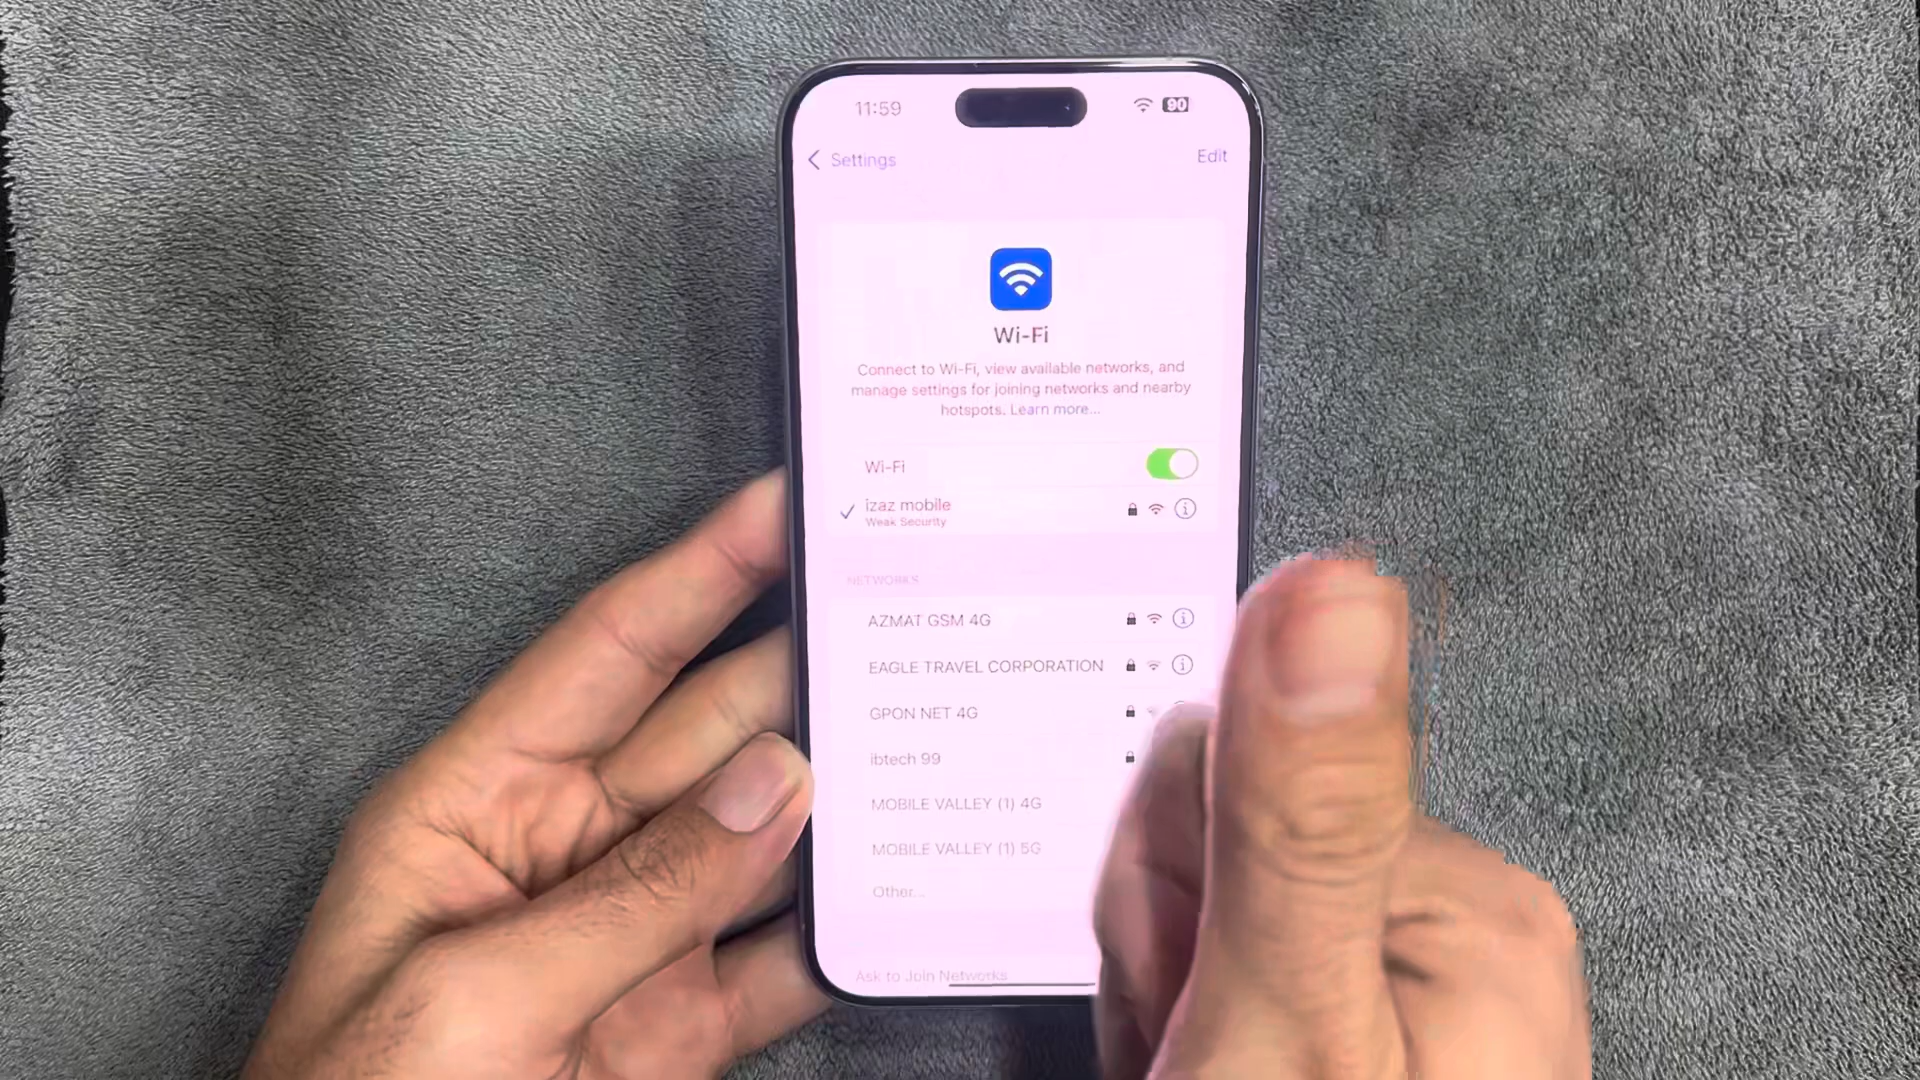 11:59
90
Settings
Edit
Wi-Fi
Connect to Wi-Fi, view available networks, and
manage settings for joining networks and nearby
hotspots. Learn more...
Wi-Fi
izaz mobile
Weak Security
NETWORKS
AZMAT GSM 4G
EAGLE TRAVEL CORPORATION
GPON NET 4G
ibtech 99
MOBILE VALLEY (1) 4G
MOBILE VALLEY (1) 5G
Other...
Ask to Join Networks